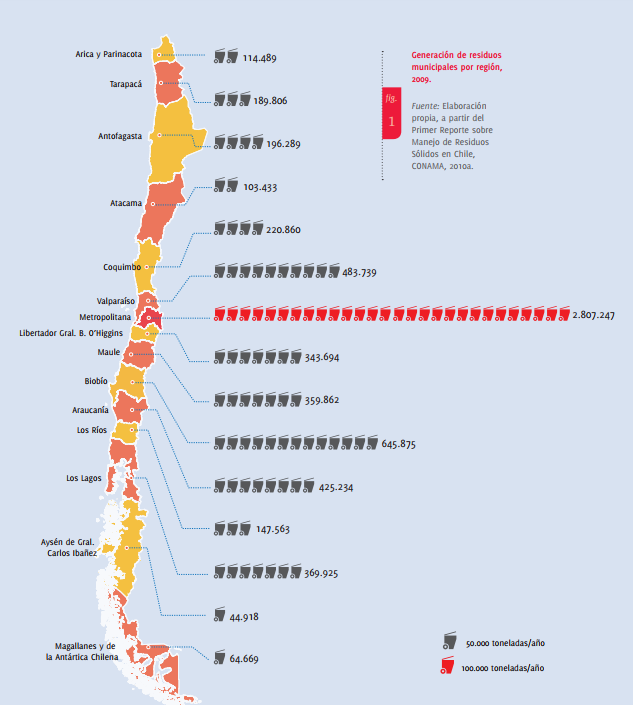 Generación de residuos
municipales por región,
2009.
fig.
1
Fuente: Elaboración
propia, a partir del
Primer Reporte sobre
Manejo de Residuos
Sólidos en Chile,
CONAMA, 2010a.
Arica y Parinacota
114.489
Tarapacá
189.806
Antofagasta
196.289
Atacama
103.433
Coquimbo
220.860
Valparaíso
483.739
Metropolitana
2.807.247
Libertador Gral. B. O'Higgins
343.694
Maule
359.862
Biobío
645.875
Araucanía
425.234
Los Ríos
147.563
Los Lagos
369.925
Aysén de Gral.
Carlos Ibañez
44.918
Magallanes y de
la Antártica Chilena
64.669
50.000 toneladas/año
100.000 toneladas/año